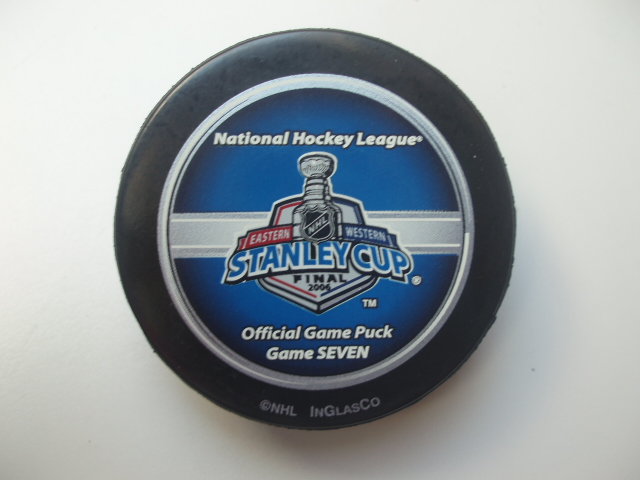 National Hockey League®
NHL
EASTERN WESTERN
STANLEY CUP®
FINAL
2006
TM
Official Game Puck
Game SEVEN
©NHL INGLASCO